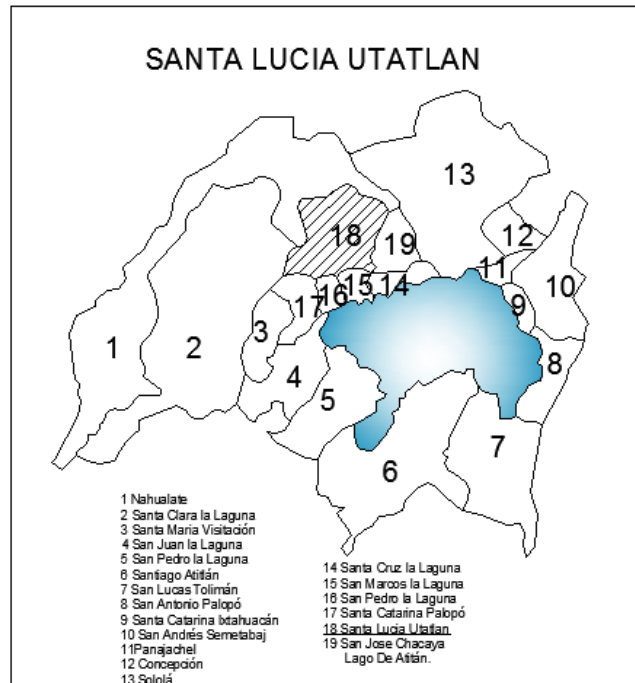 SANTA LUCIA UTATLAN
13
18
19
12
11
10
15
14
16
17
9
3
1
2
8
4
5
7
6
1 Nahualate
2 Santa Clara la Laguna
3 Santa Maria Visitación
4 San Juan la Laguna
5 San Pedro la Laguna
6 Santiago Atitlán
7 San Lucas Tolimán
8 San Antonio Palopó
9 Santa Catarina Ixtahuacán
10 San Andrés Semetabaj
11Panajachel
12 Concepción
13 Sololá
14 Santa Cruz la Laguna
15 San Marcos la Laguna
16 San Pedro la Laguna
17 Santa Catarina Palopó
18 Santa Lucia Utatlan
19 San Jose Chacaya
Lago De Atitán.